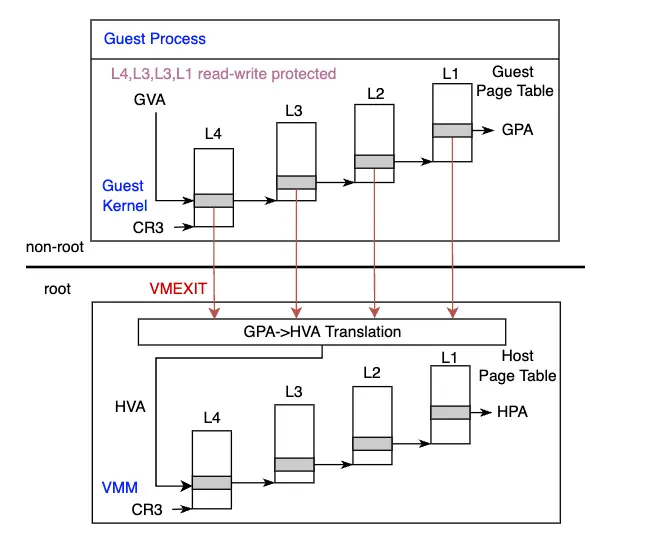 Guest Process
L4,L3,L3,L1 read-write protected
L1
Guest
Page Table
GVA
L2
L3
L4
GPA
Guest
Kernel
CR3
non-root
root
VMEXIT
GPA->HVA Translation
L1
Host
Page Table
L2
L3
HVA
L4
HPA
VMM
CR3